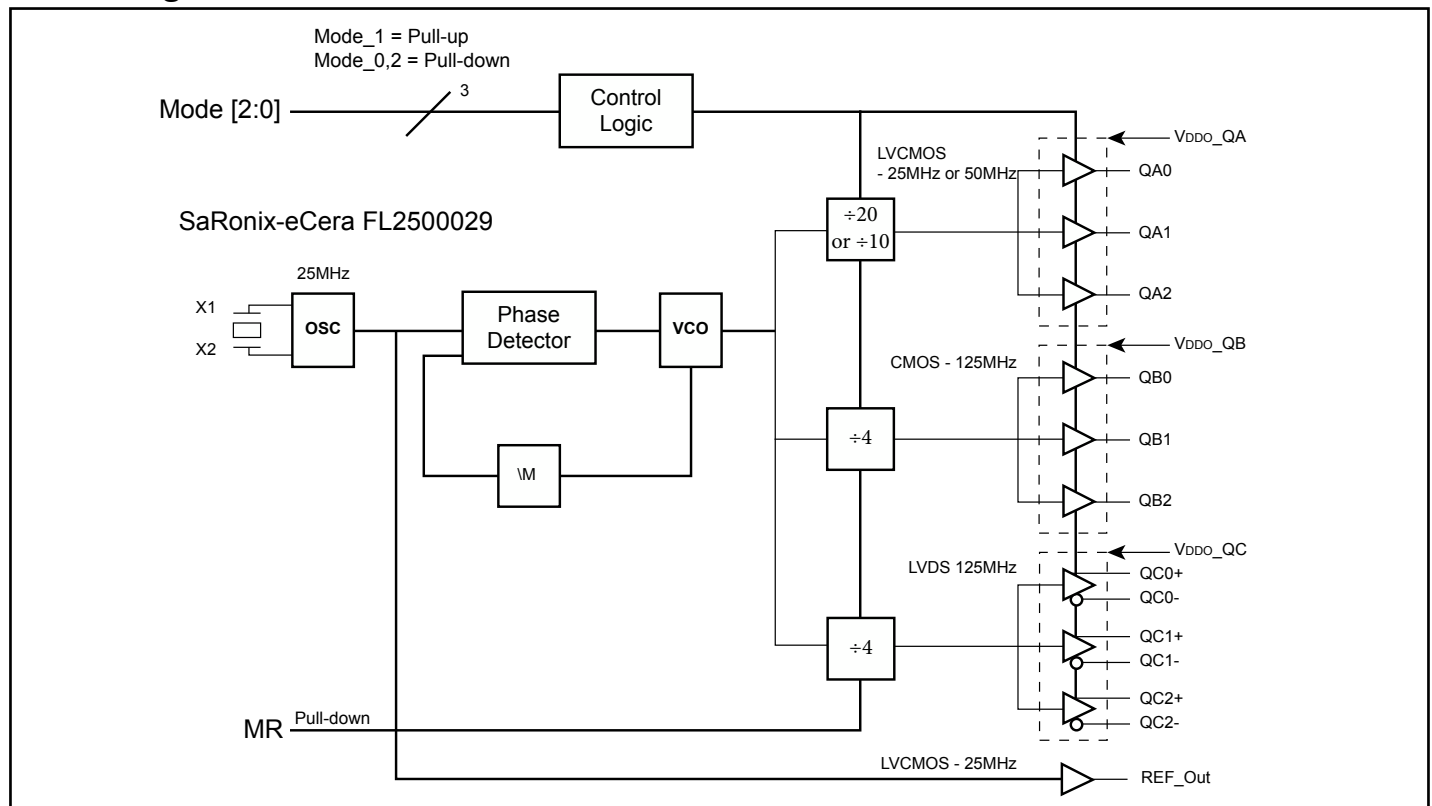 Mode_1 = Pull-up
Mode_0,2 = Pull-down
Mode [2:0]
3
Control
Logic
VDDO_QA
LVCMOS
- 25MHz or 50MHz
QA0
÷20
or ÷10
QA1
QA2
SaRonix-eCera FL2500029
25MHz
X1
X2
OSC
Phase
Detector
VCO
\M
VDDO_QB
CMOS - 125MHz
QB0
÷4
QB1
QB2
VDDO_QC
LVDS 125MHz
QC0+
QC0-
÷4
QC1+
QC1-
QC2+
QC2-
MR
Pull-down
LVCMOS - 25MHz
REF_Out